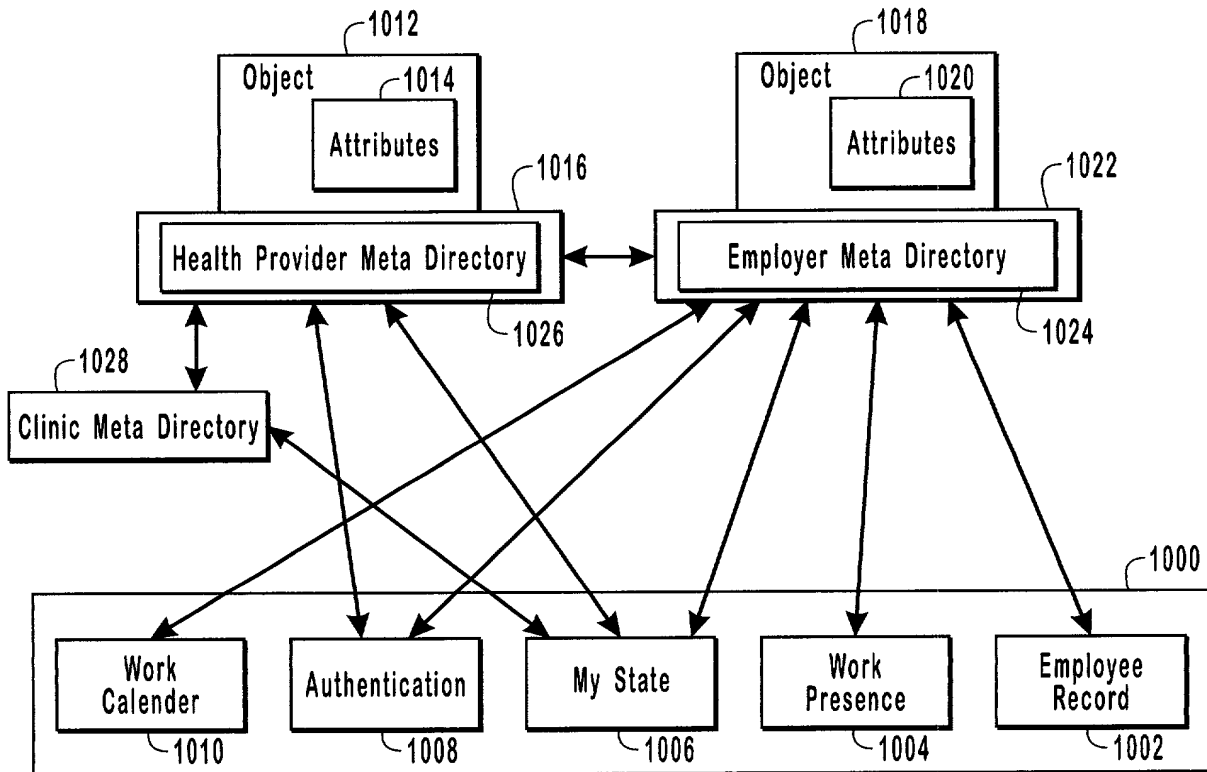 1012
Object
1014
Attributes
1016
Health Provider Meta Directory
1026
1018
Object
1020
Attributes
1022
Employer Meta Directory
1024
1028
Clinic Meta Directory
1000
Work
Calender
1010
Authentication
1008
My State
1006
Work
Presence
1004
Employee
Record
1002